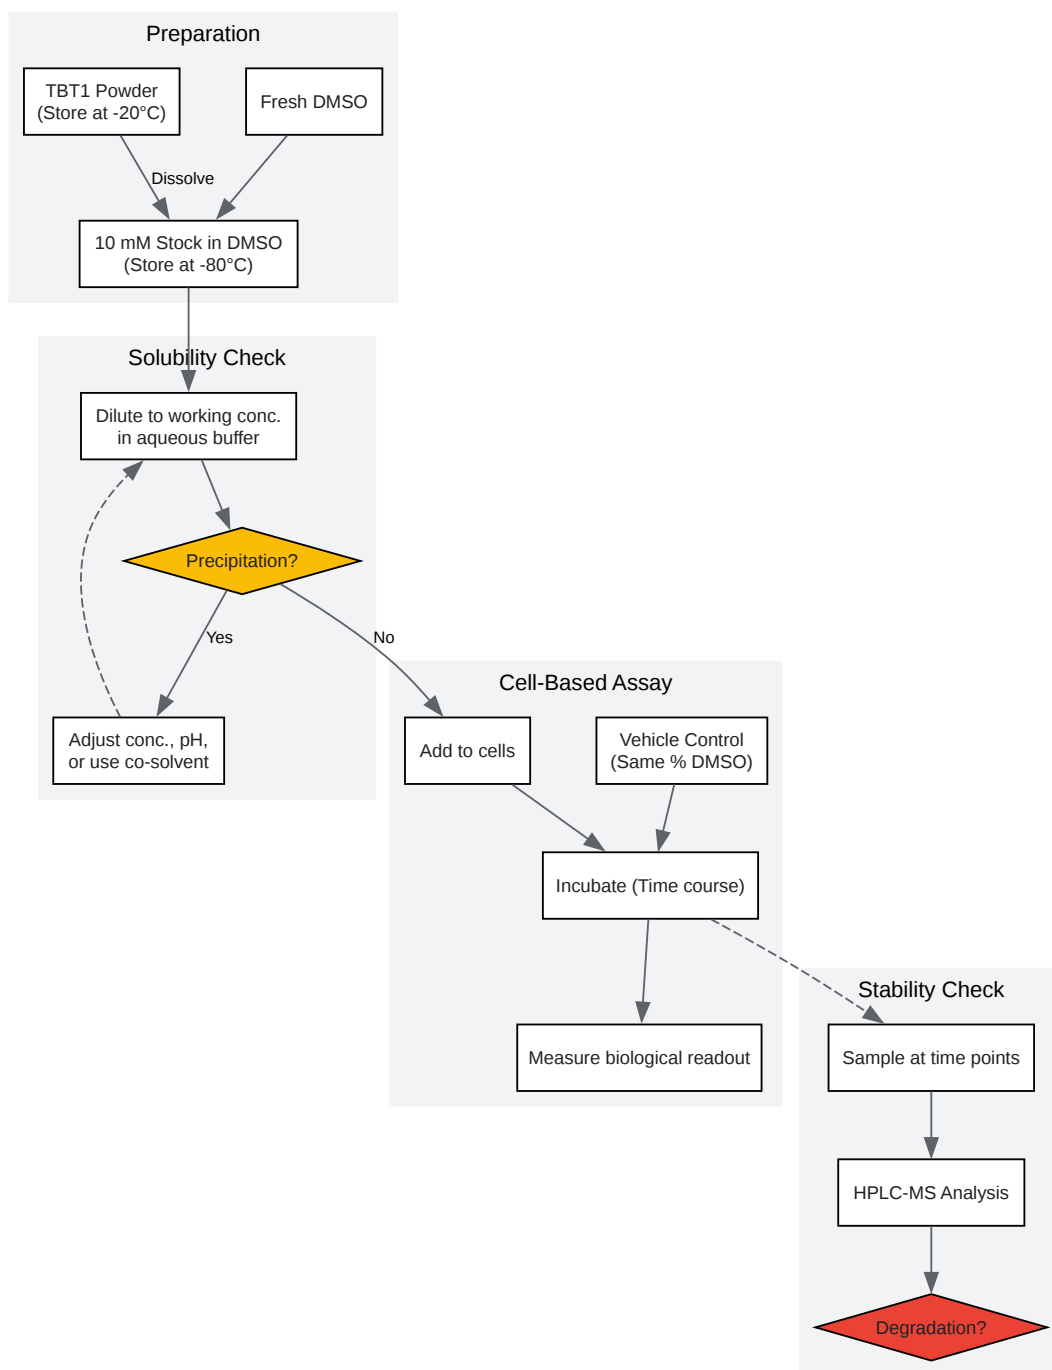 Preparation
TBT1 Powder
(Store at -20°C)
Fresh DMSO
Dissolve
10 mM Stock in DMSO
(Store at -80°C)
Solubility Check
Dilute to working conc.
in aqueous buffer
Precipitation?
Yes
No
Adjust conc., pH,
or use co-solvent
Cell-Based Assay
Add to cells
Vehicle Control
(Same % DMSO)
Incubate (Time course)
Measure biological readout
Stability Check
Sample at time points
HPLC-MS Analysis
Degradation?